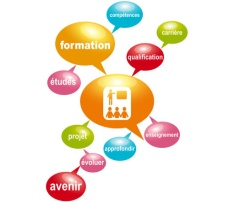 compétences
formation
carrière
qualification
études
projet
enseignement
approfondir
évoluer
avenir